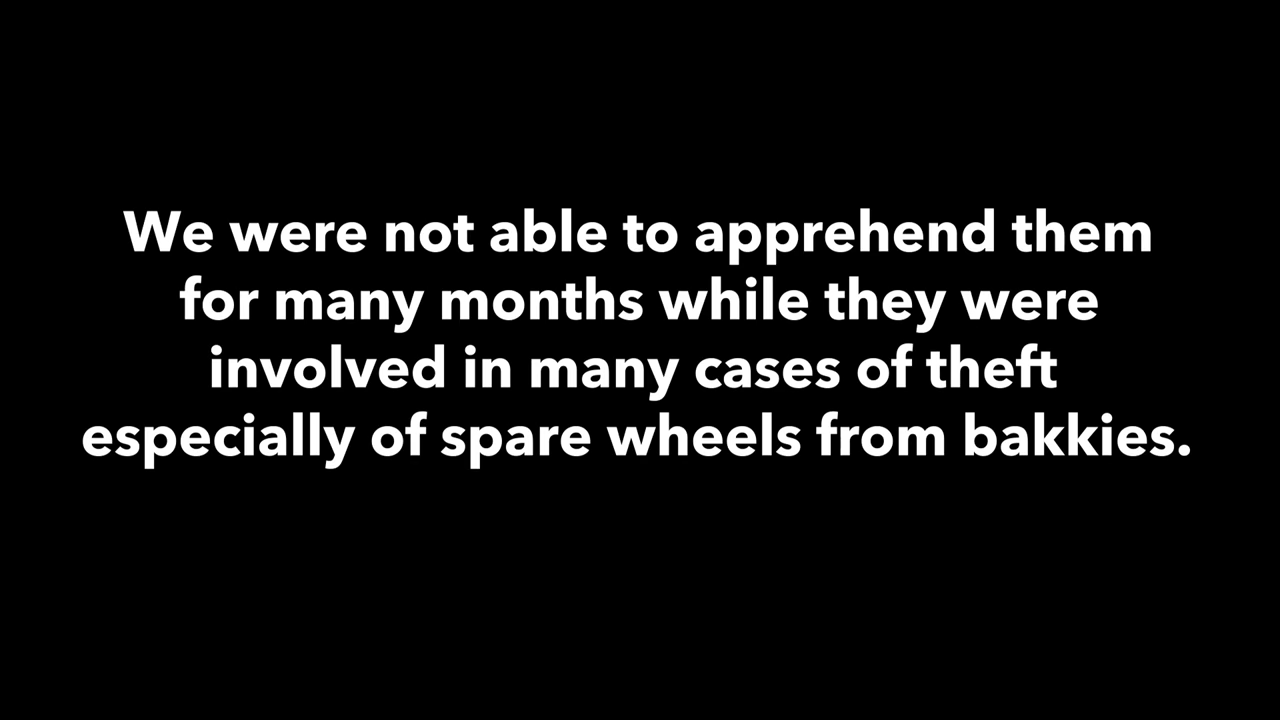 We were not able to apprehend them
for many months while they were
involved in many cases of theft
especially of spare wheels from bakkies.